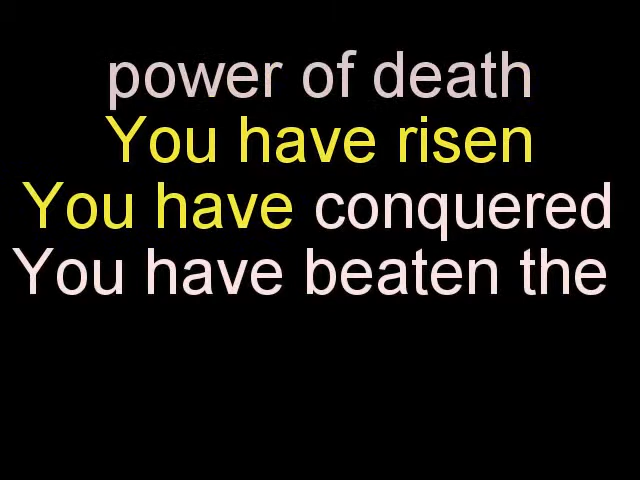 power of death
You have risen
You have conquered
You have beaten the